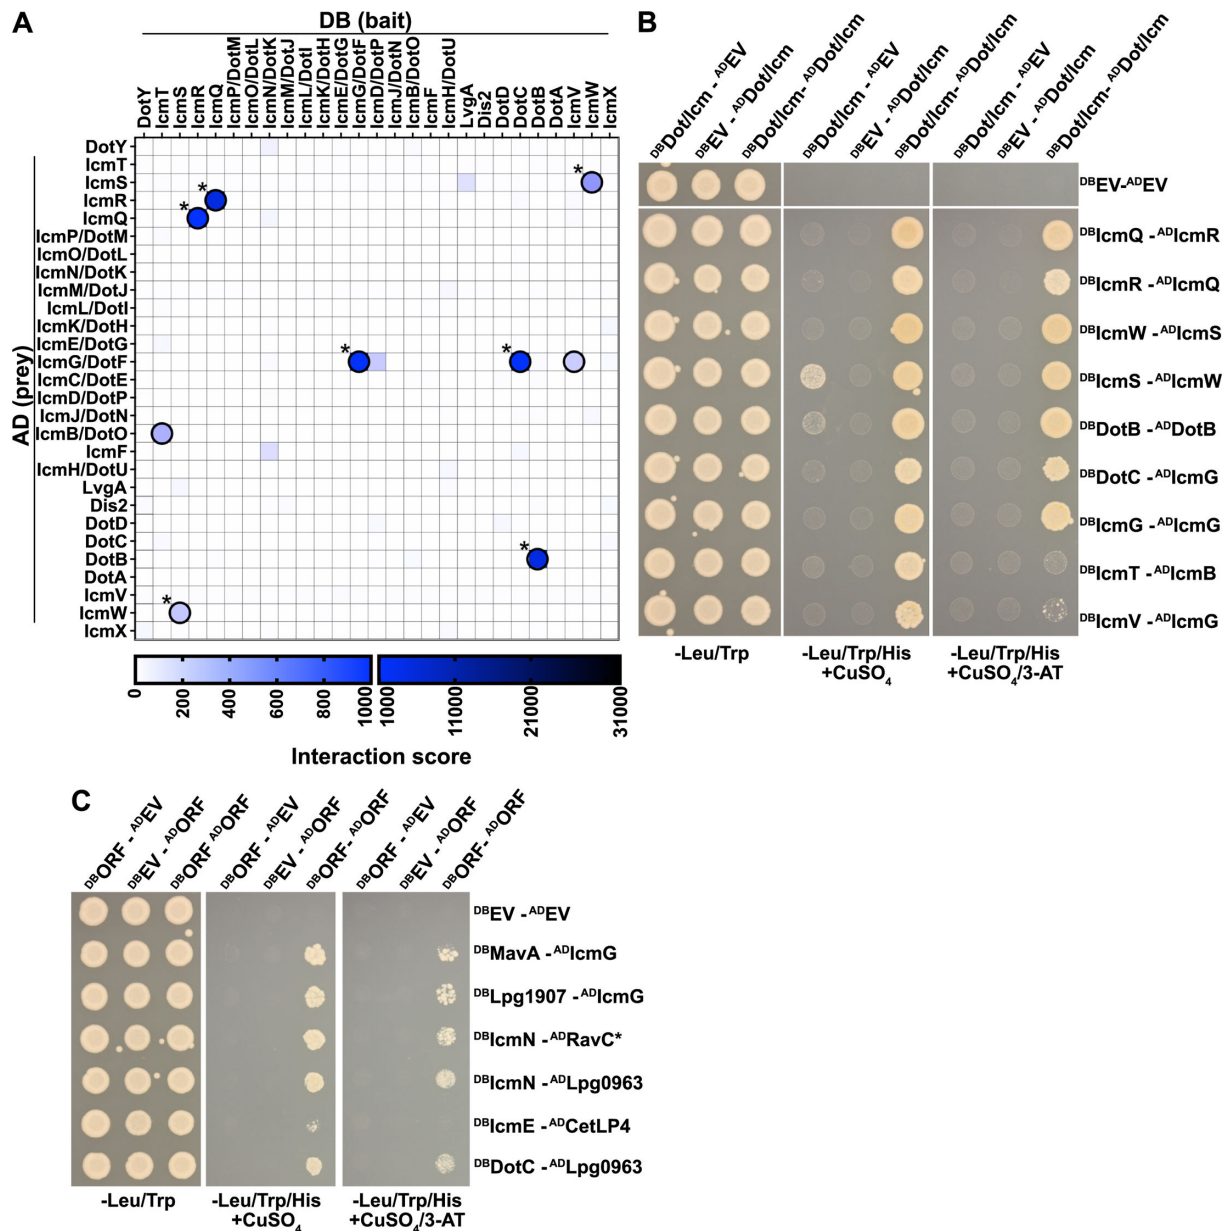 A
DB (bait)
DotY
IcmT
IcmS
IcmR
IcmQ
IcmP/DotM
IcmO/DotL
IcmN/DotK
IcmM/DotJ
IcmL/DotI
IcmK/DotH
IcmE/DotG
IcmG/DotF
IcmD/DotP
IcmJ/DotN
IcmB/DotO
IcmF
IcmH/DotU
LvgA
Dis2
DotD
DotC
DotB
DotA
IcmV
IcmW
IcmX
AD (prey)
DotY
IcmT
IcmS
IcmR
IcmQ
IcmP/DotM
IcmO/DotL
IcmN/DotK
IcmM/DotJ
IcmL/DotI
IcmK/DotH
IcmE/DotG
IcmG/DotF
IcmC/DotE
IcmD/DotP
IcmJ/DotN
IcmB/DotO
IcmF
IcmH/DotU
LvgA
Dis2
DotD
DotC
DotB
DotA
IcmV
IcmW
IcmX
*
*
*
*
*
*
*
0 200 400 600 800 1000 1000 11000 21000 31000
Interaction score
B
DBDot/Icm - ADEV
DBEV - ADDot/Icm
DBDot/Icm- ADDot/Icm
DBDot/Icm - ADEV
DBEV - ADDot/Icm
DBDot/Icm- ADDot/Icm
DBDot/Icm - ADEV
DBEV - ADDot/Icm
DBDot/Icm- ADDot/Icm
DBEV-ADEV
DBIcmQ - ADIcmR
DBIcmR - ADIcmQ
DBIcmW - ADIcmS
DBIcmS - ADIcmW
DBDotB - ADDotB
DBDotC - ADIcmG
DBIcmG - ADIcmG
DBIcmT - ADIcmB
DBIcmV - ADIcmG
-Leu/Trp
-Leu/Trp/His
+CuSO4
-Leu/Trp/His
+CuSO4/3-AT
C
DBORF - ADEV
DBEV - ADORF
DBORF ADORF
DBORF - ADEV
DBEV - ADORF
DBORF- ADORF
DBORF - ADEV
DBEV - ADORF
DBORF- ADORF
DBEV - ADEV
DBMavA - ADIcmG
DBLpg1907 - ADIcmG
DBIcmN - ADRavC*
DBIcmN - ADLpg0963
DBIcmE - ADCetLP4
DBDotC - ADLpg0963
-Leu/Trp
-Leu/Trp/His
+CuSO4
-Leu/Trp/His
+CuSO4/3-AT